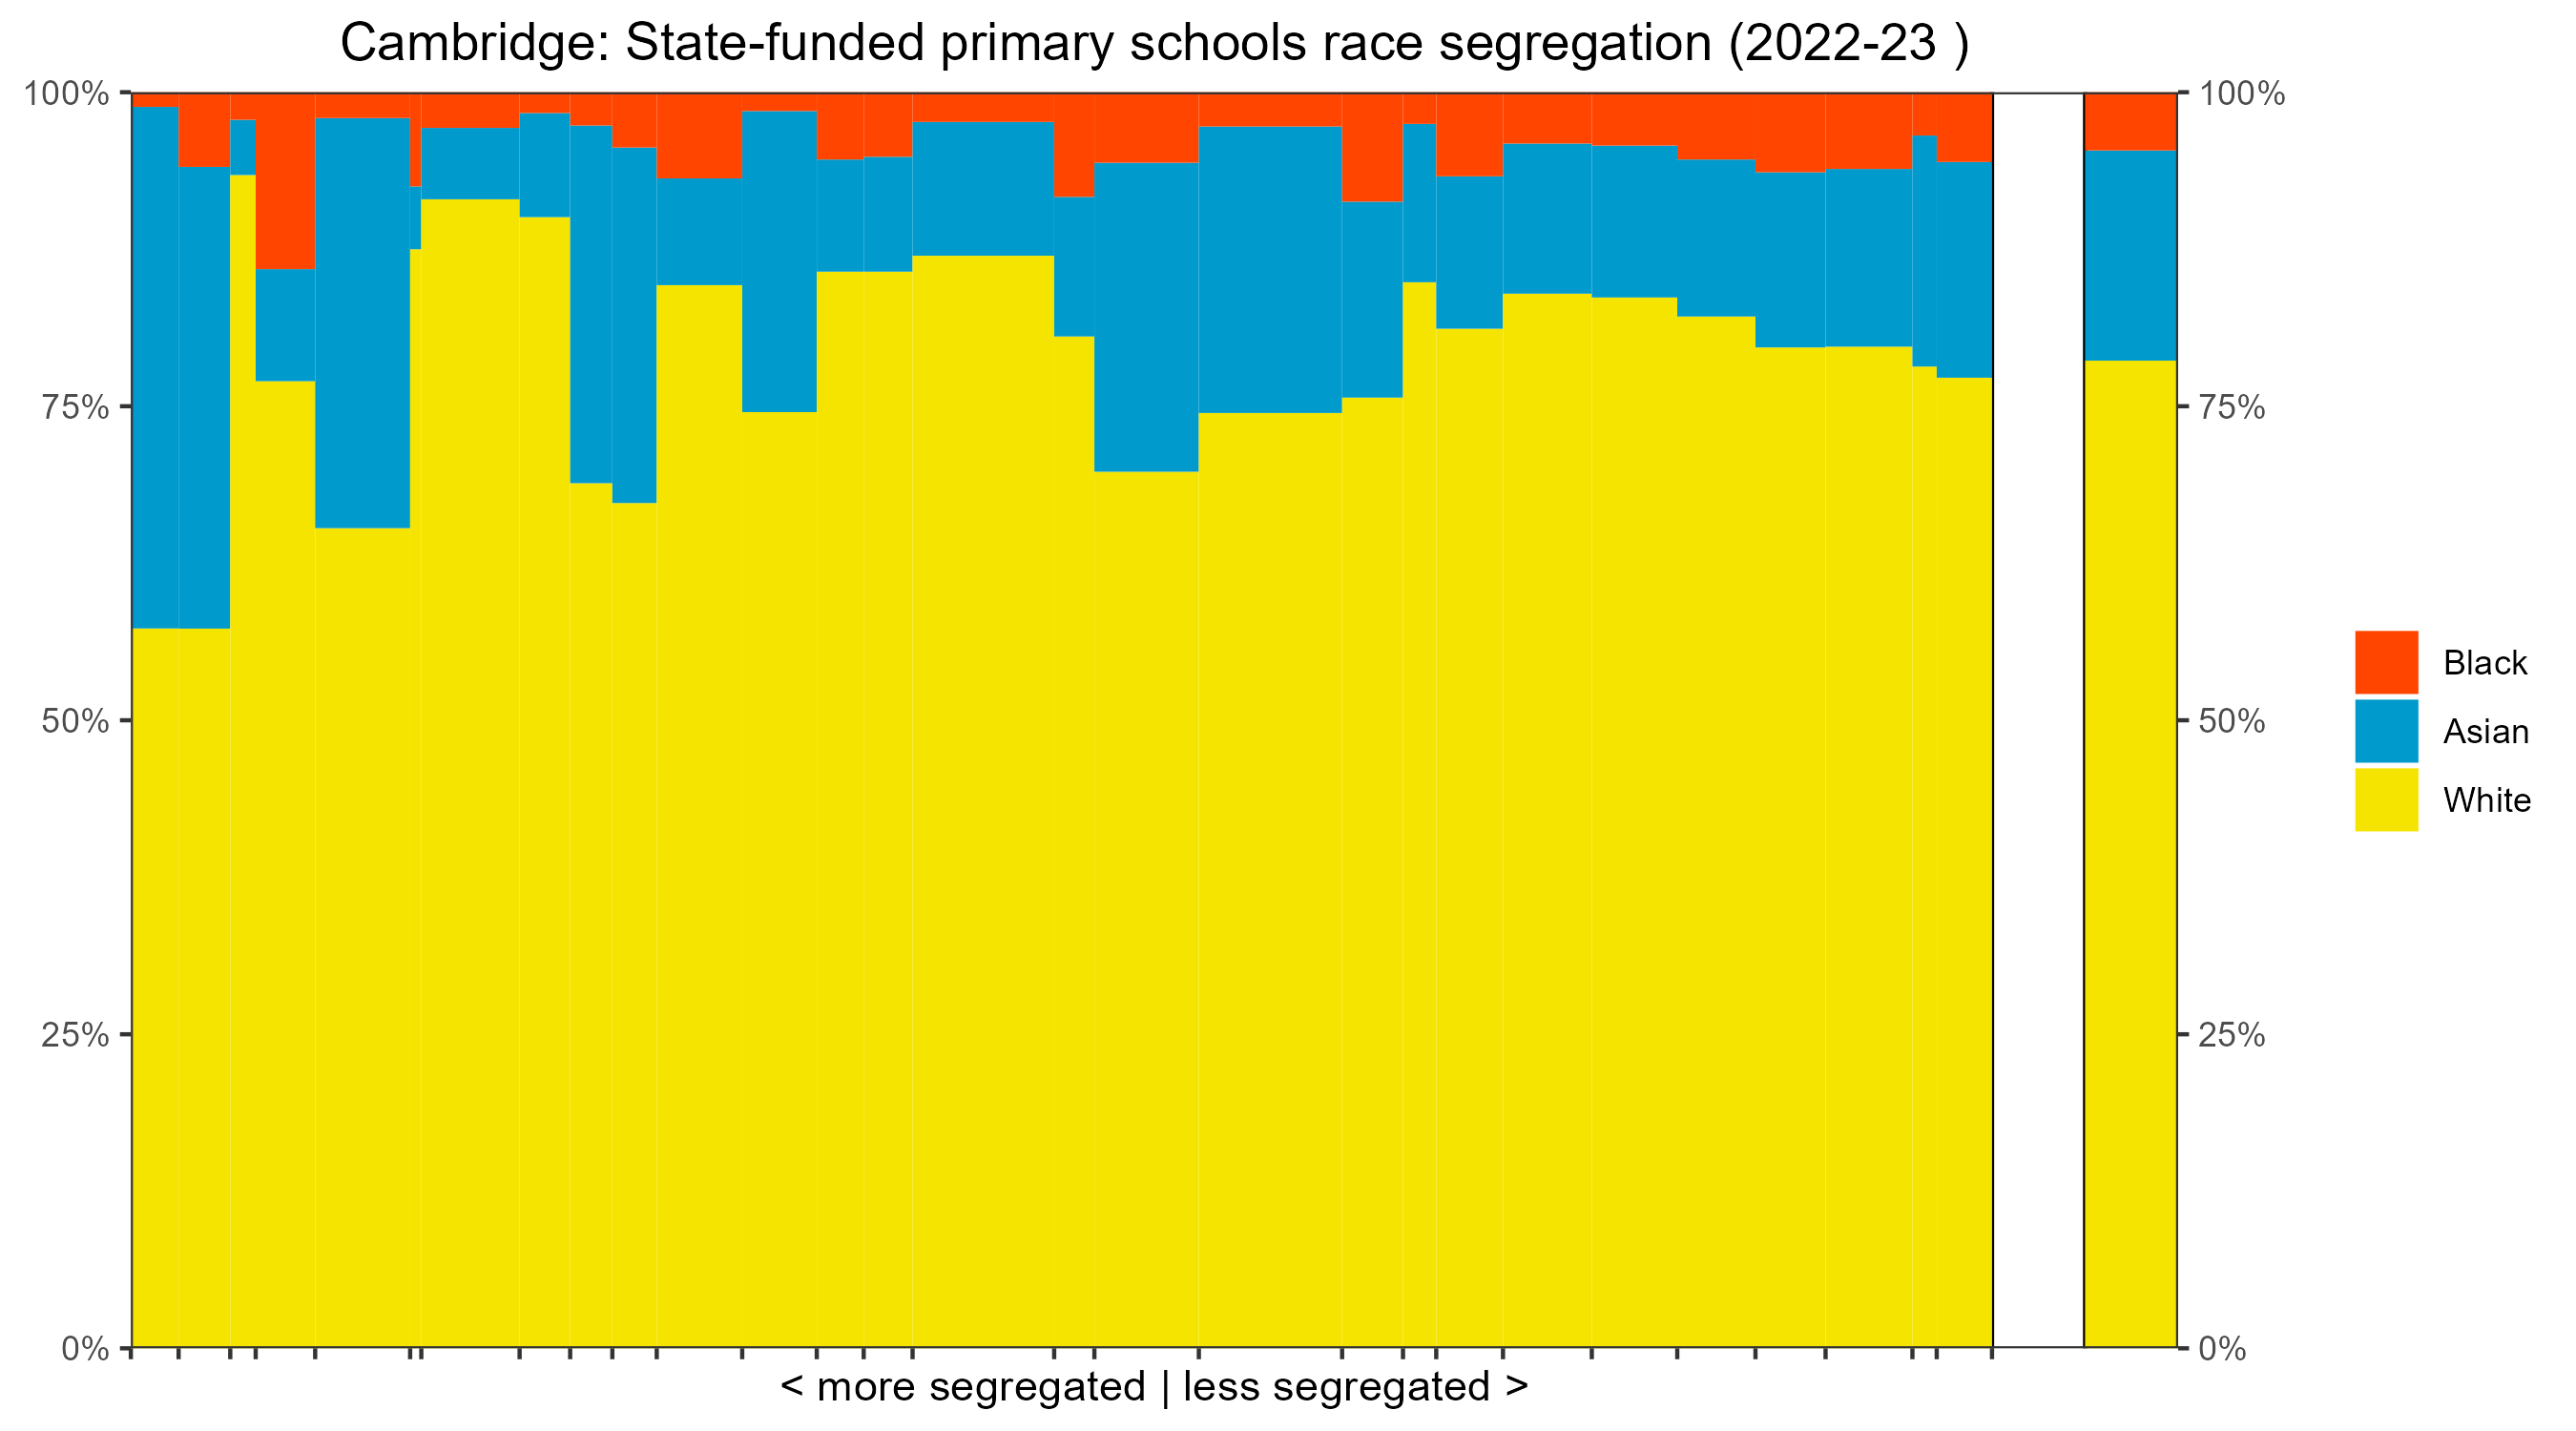 Cambridge: State-funded primary schools race segregation (2022-23 )
100%
75%
50%
25%
0%
100%
75%
50%
25%
0%
Black
Asian
White
< more segregated | less segregated >